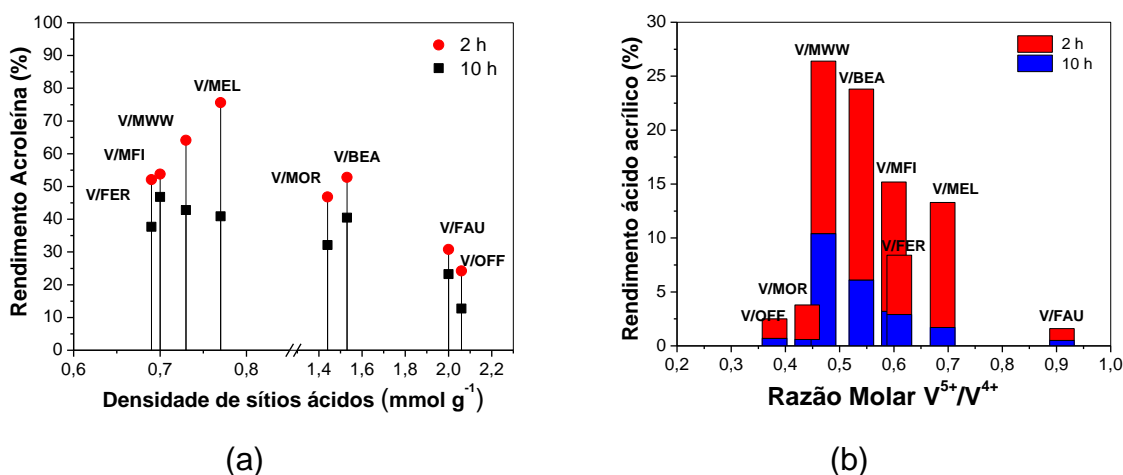 Rendimento Acroleína (%)
100
90
80
70
60
50
40
30
20
10
0
2 h
10 h
V/MEL
V/MWW
V/MFI
V/FER
V/MOR
V/BEA
V/FAU
V/OFF
0,6 0,7 0,8 1,4 1,6 1,8 2,0 2,2
Densidade de sítios ácidos (mmol g⁻¹)
(a)
Rendimento ácido acrílico (%)
30
25
20
15
10
5
0
2 h
10 h
V/MWW
V/BEA
V/MFI
V/MEL
V/FER
V/MOR
V/OFF
V/FAU
0,2 0,3 0,4 0,5 0,6 0,7 0,8 0,9 1,0
Razão Molar V⁵⁺/V⁴⁺
(b)